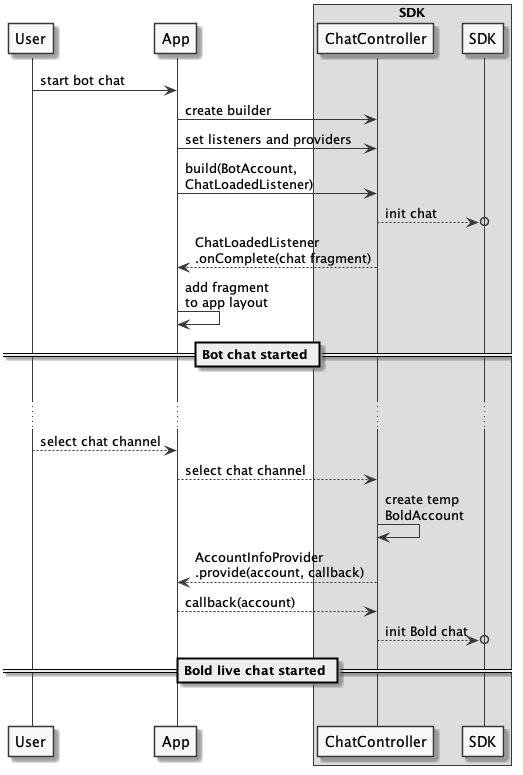 SDK
User
App
ChatController
SDK
start bot chat
create builder
set listeners and providers
build(BotAccount,
ChatLoadedListener)
init chat
ChatLoadedListener
.onComplete(chat fragment)
add fragment
to app layout
Bot chat started
select chat channel
select chat channel
create temp
BoldAccount
AccountInfoProvider
.provide(account, callback)
callback(account)
init Bold chat
Bold live chat started
User
App
ChatController
SDK